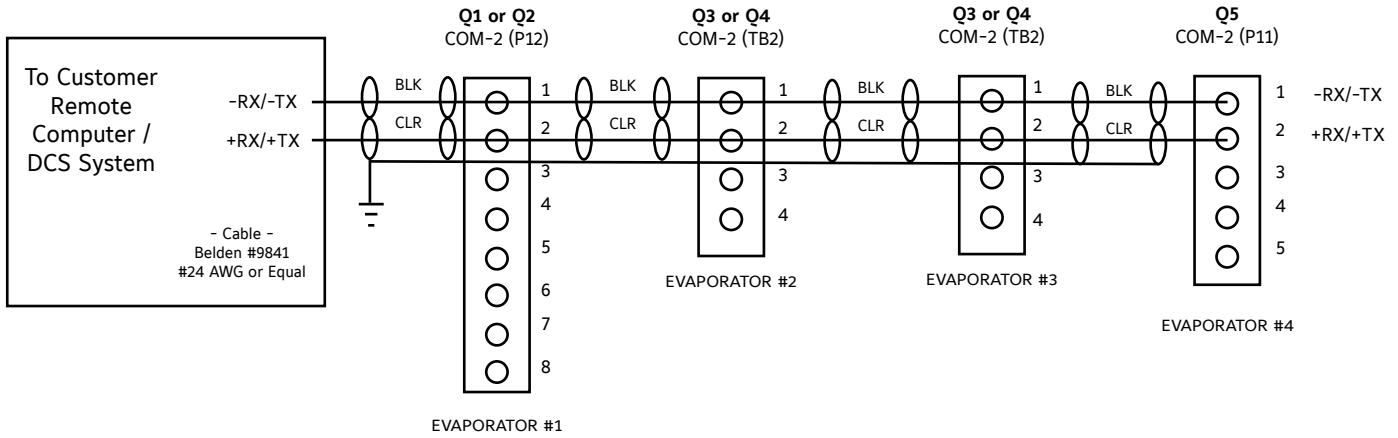 Q1 or Q2
COM-2 (P12)
Q3 or Q4
COM-2 (TB2)
Q3 or Q4
COM-2 (TB2)
Q5
COM-2 (P11)
To Customer
Remote
Computer /
DCS System
-RX/-TX
+RX/+TX
- Cable -
Belden #9841
#24 AWG or Equal
BLK
CLR
1
2
3
4
5
6
7
8
EVAPORATOR #1
BLK
CLR
1
2
3
4
EVAPORATOR #2
BLK
CLR
1
2
3
4
EVAPORATOR #3
BLK
CLR
1
2
3
4
5
-RX/-TX
+RX/+TX
EVAPORATOR #4